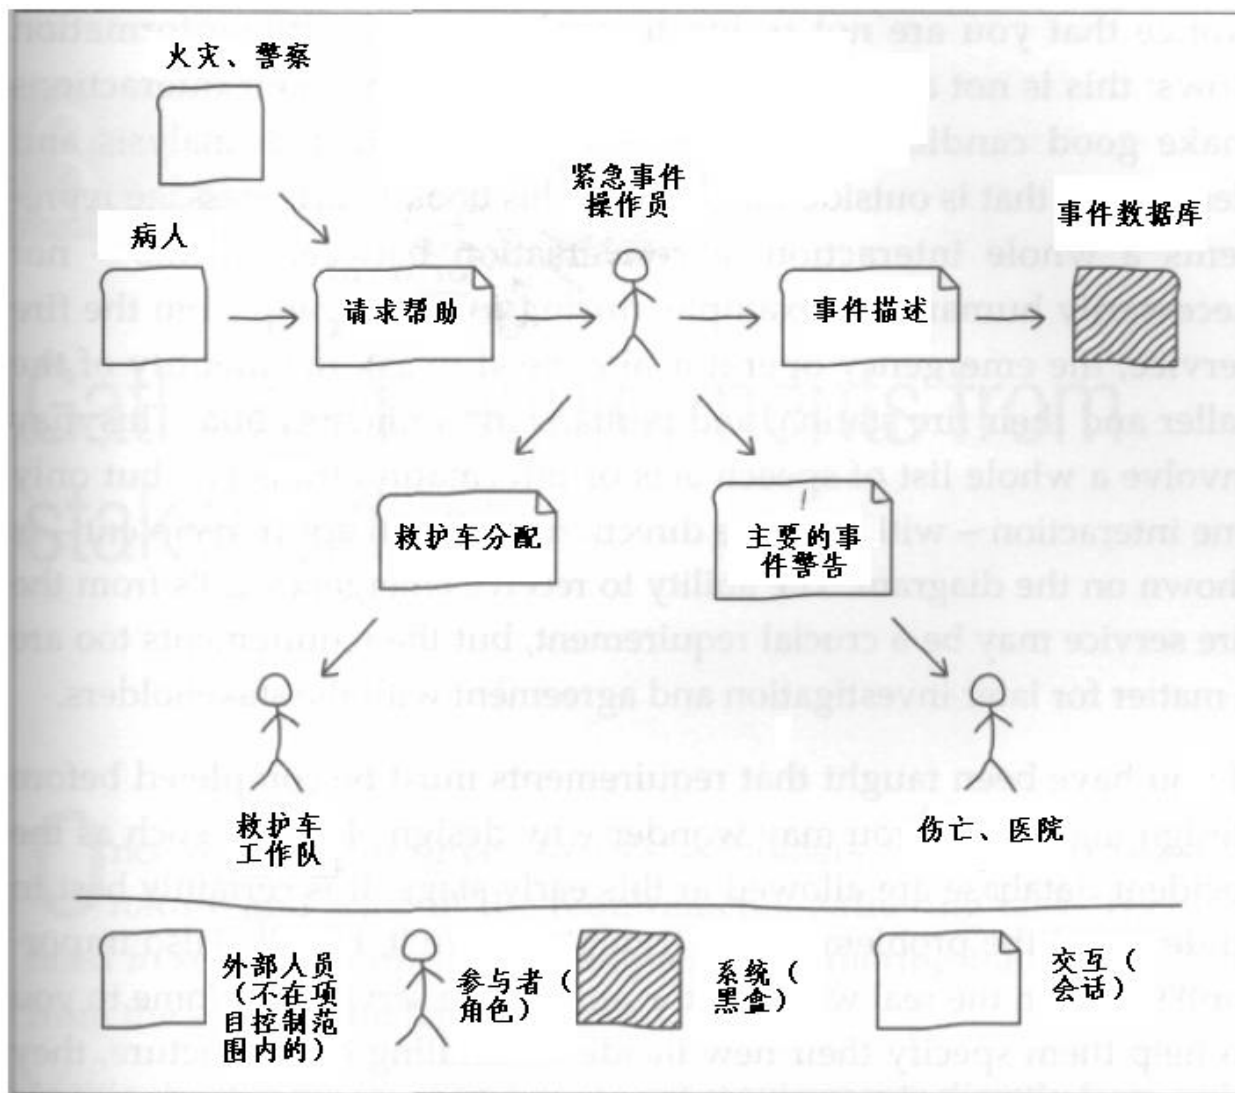 火灾、警察
紧急事件
操作员
事件数据库
病人
请求帮助
事件描述
救护车分配
主要的事
件警告
救护车
工作队
伤亡、医院
外部人员
(不在项
目控制范
围内的)
参与者(
角色)
系统(
黑盒)
交互(
会话)